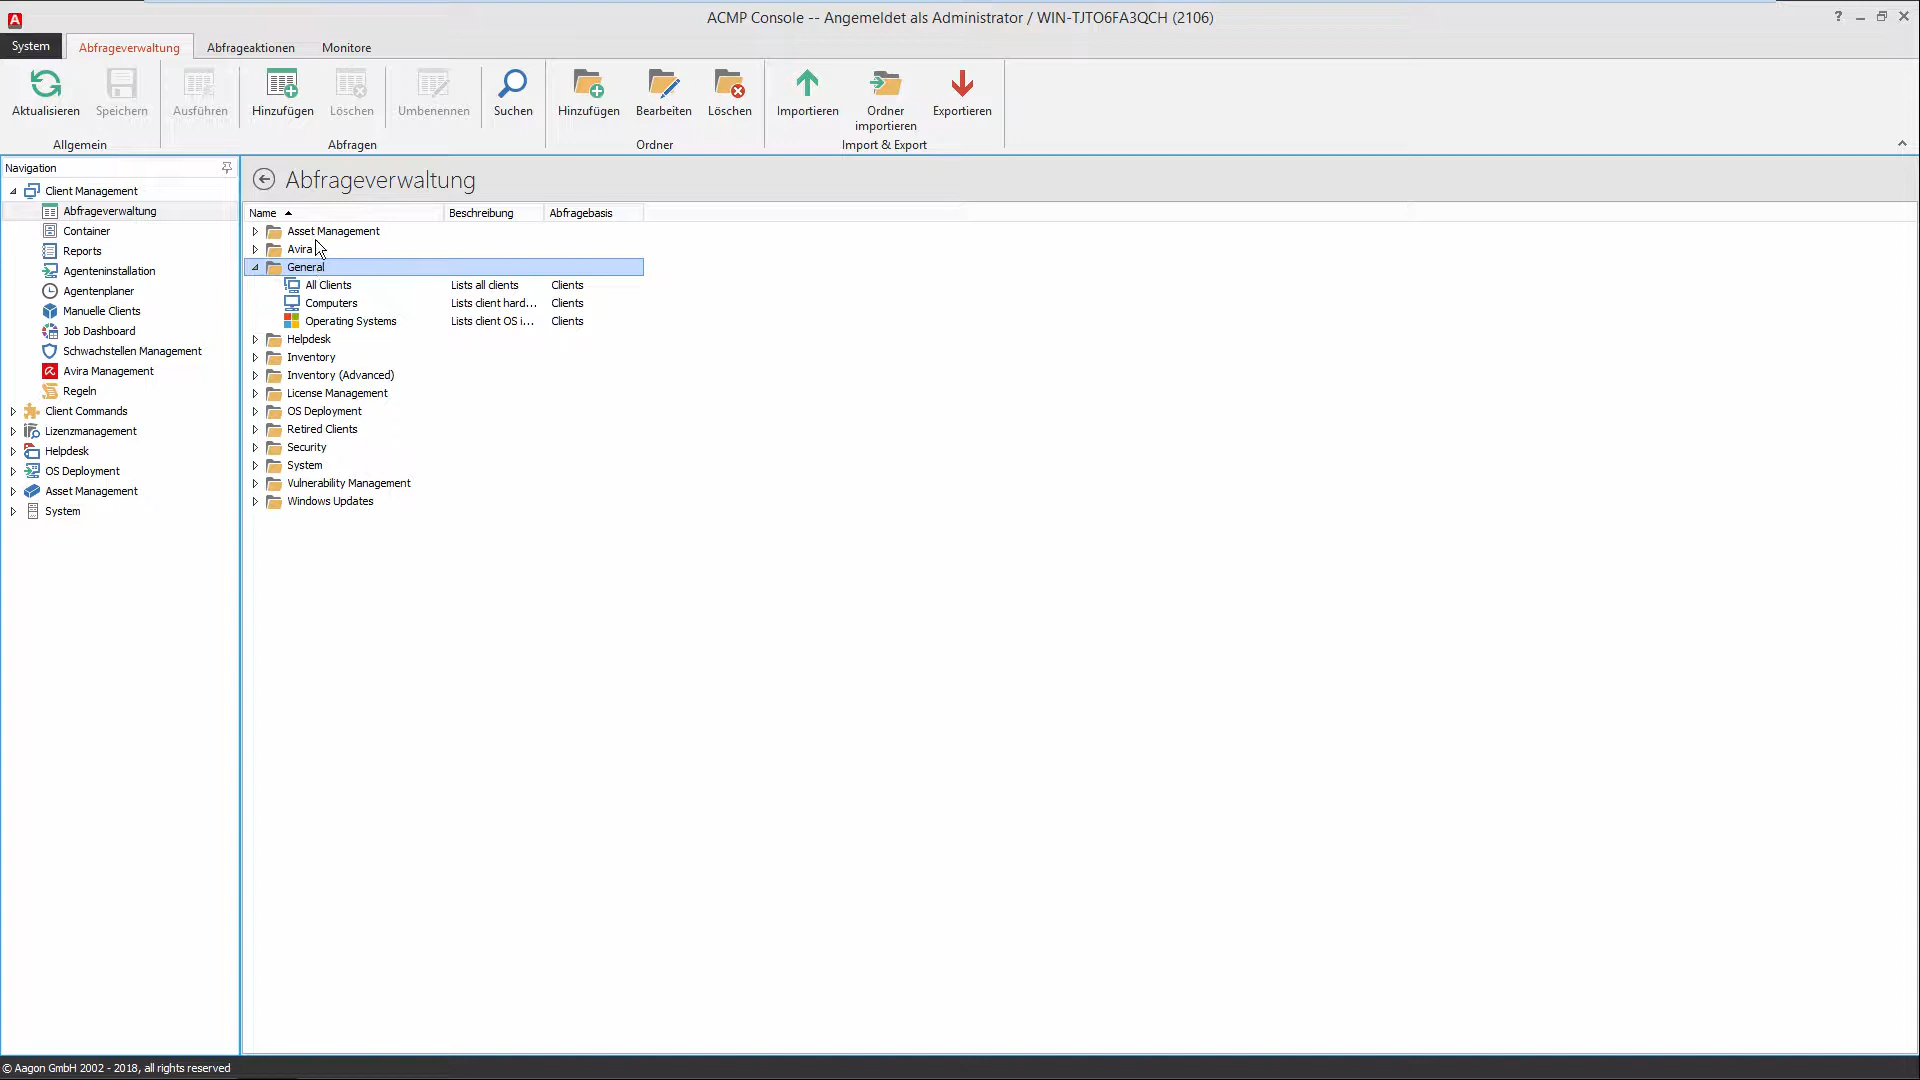 ACMP Console -- Angemeldet als Administrator / WIN-TJTO6FA3QCH (2106)
System Abfrageverwaltung Abfrageaktionen Monitore
Aktualisieren Speichern Ausführen Hinzufügen Löschen Umbenennen Suchen Hinzufügen Bearbeiten Löschen Importieren Ordner importieren Exportieren
Allgemein Abfragen Ordner Import & Export
Navigation
Client Management
Abfrageverwaltung
Container
Reports
Agenteninstallation
Agentenplaner
Manuelle Clients
Job Dashboard
Schwachstellen Management
Avira Management
Regeln
Client Commands
Lizenzmanagement
Helpdesk
OS Deployment
Asset Management
System
Abfrageverwaltung
Name Beschreibung Abfragebasis
Asset Management
Avira
General
All Clients Lists all clients Clients
Computers Lists client hard... Clients
Operating Systems Lists client OS i... Clients
Helpdesk
Inventory
Inventory (Advanced)
License Management
OS Deployment
Retired Clients
Security
System
Vulnerability Management
Windows Updates
© Aagon GmbH 2002 - 2018, all rights reserved